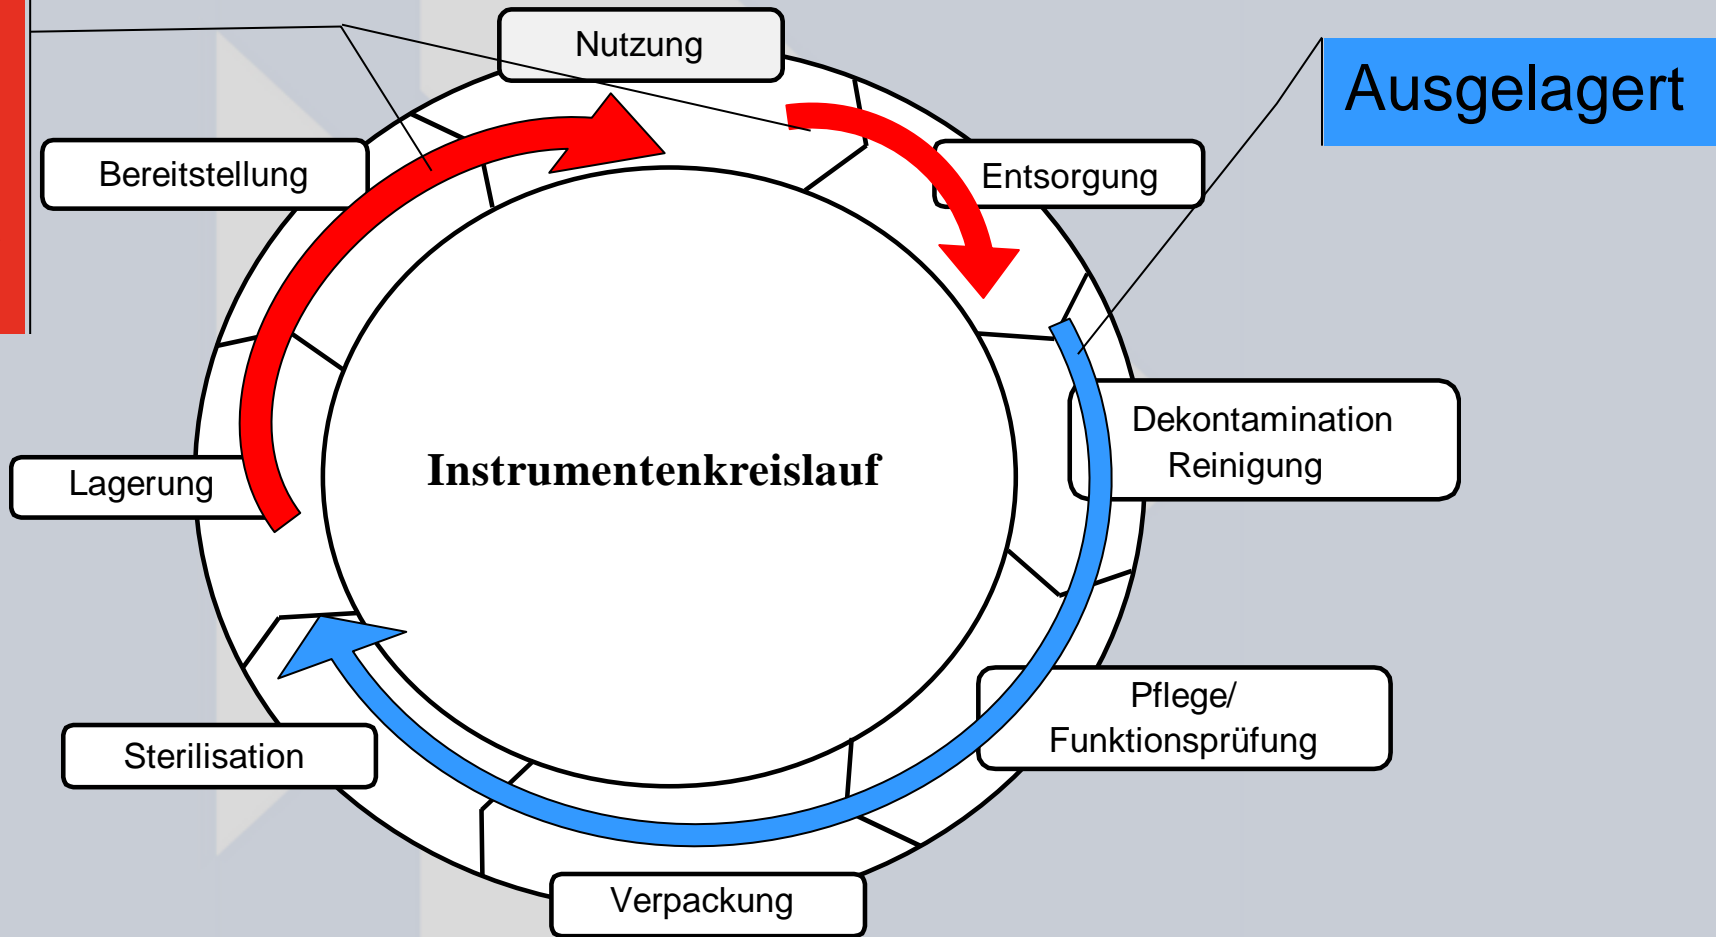 Nutzung
Ausgelagert
Bereitstellung
Entsorgung
Dekontamination
Reinigung
Instrumentenkreislauf
Lagerung
Pflege/
Funktionsprüfung
Sterilisation
Verpackung